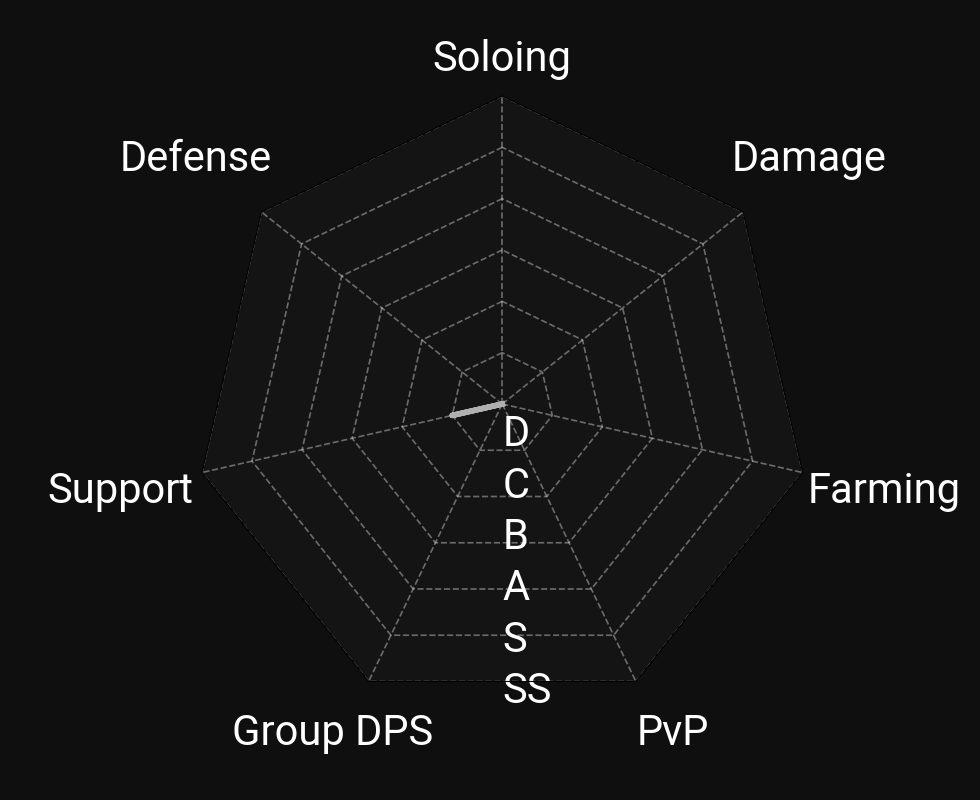 Soloing
Defense
Damage
D
C
Support
Farming
B
A
S
SS
Group DPS
PvP